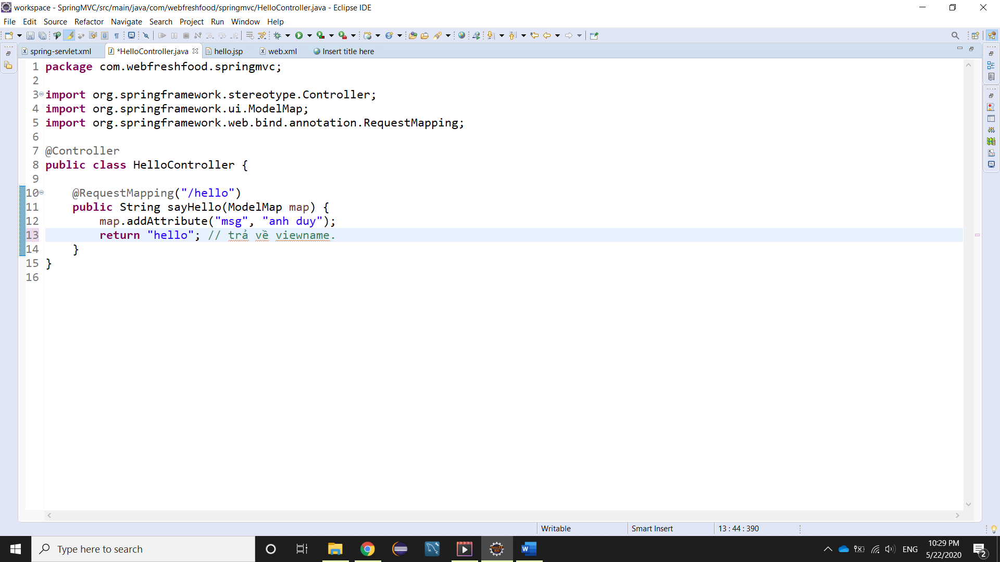 workspace - SpringMVC/src/main/java/com/webfreshfood/springmvc/HelloController.java - Eclipse IDE
File Edit Source Refactor Navigate Search Project Run Window Help
spring-servlet.xml *HelloController.java hello.jsp web.xml Insert title here
1 package com.webfreshfood.springmvc;
2
3 import org.springframework.stereotype.Controller;
4 import org.springframework.ui.ModelMap;
5 import org.springframework.web.bind.annotation.RequestMapping;
6
7 @Controller
8 public class HelloController {
9
10 @RequestMapping("/hello")
11 public String sayHello(ModelMap map) {
12 map.addAttribute("msg", "anh duy");
13 return "hello"; // trả về viewname.
14 }
15 }
16
Writable Smart Insert 13 : 44 : 390
Type here to search
ENG
10:29 PM
5/22/2020
2